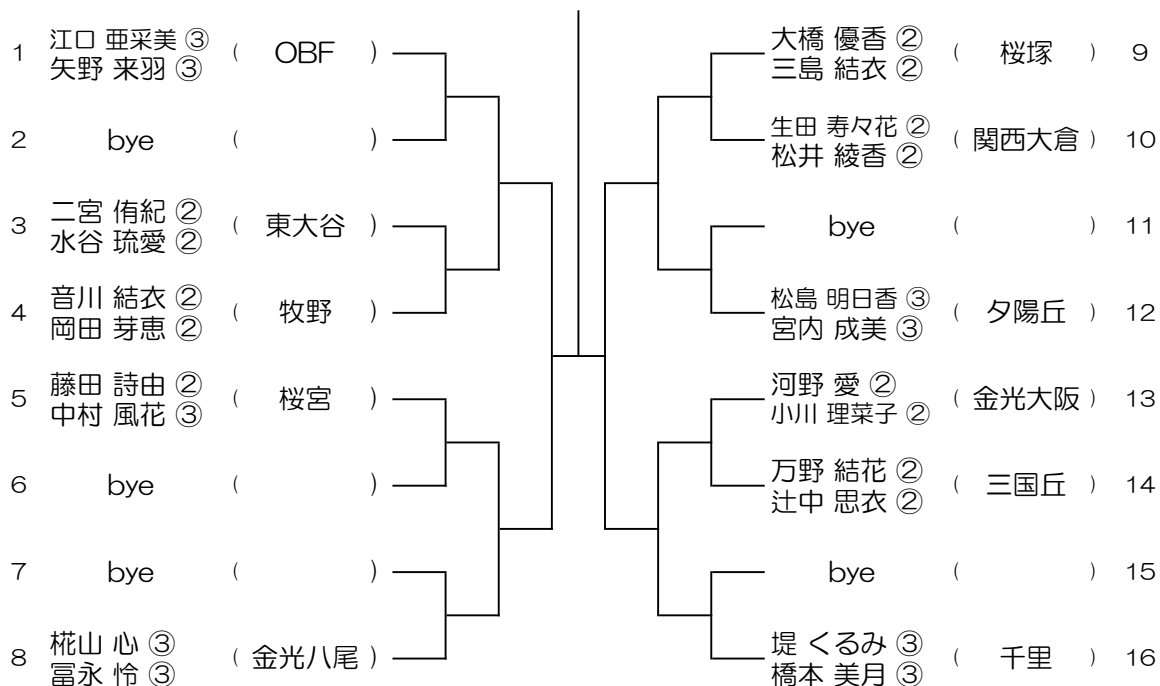 1 江口 亜采美 ③ ( OBF )
矢野 来羽 ③
2 bye ( )
3 二宮 侑紀 ② ( 東大谷 )
水谷 琉愛 ②
4 音川 結衣 ② ( 牧野 )
岡田 芽恵 ②
5 藤田 詩由 ② ( 桜宮 )
中村 風花 ③
6 bye ( )
7 bye ( )
8 椛山 心 ③ ( 金光八尾 )
冨永 怜 ③
大橋 優香 ② ( 桜塚 ) 9
三島 結衣 ②
生田 寿々花 ② ( 関西大倉 ) 10
松井 綾香 ②
bye ( ) 11
松島 明日香 ③ ( 夕陽丘 ) 12
宮内 成美 ③
河野 愛 ② ( 金光大阪 ) 13
小川 理菜子 ②
万野 結花 ② ( 三国丘 ) 14
辻中 思衣 ②
bye ( ) 15
堤 くるみ ③ ( 千里 ) 16
橋本 美月 ③